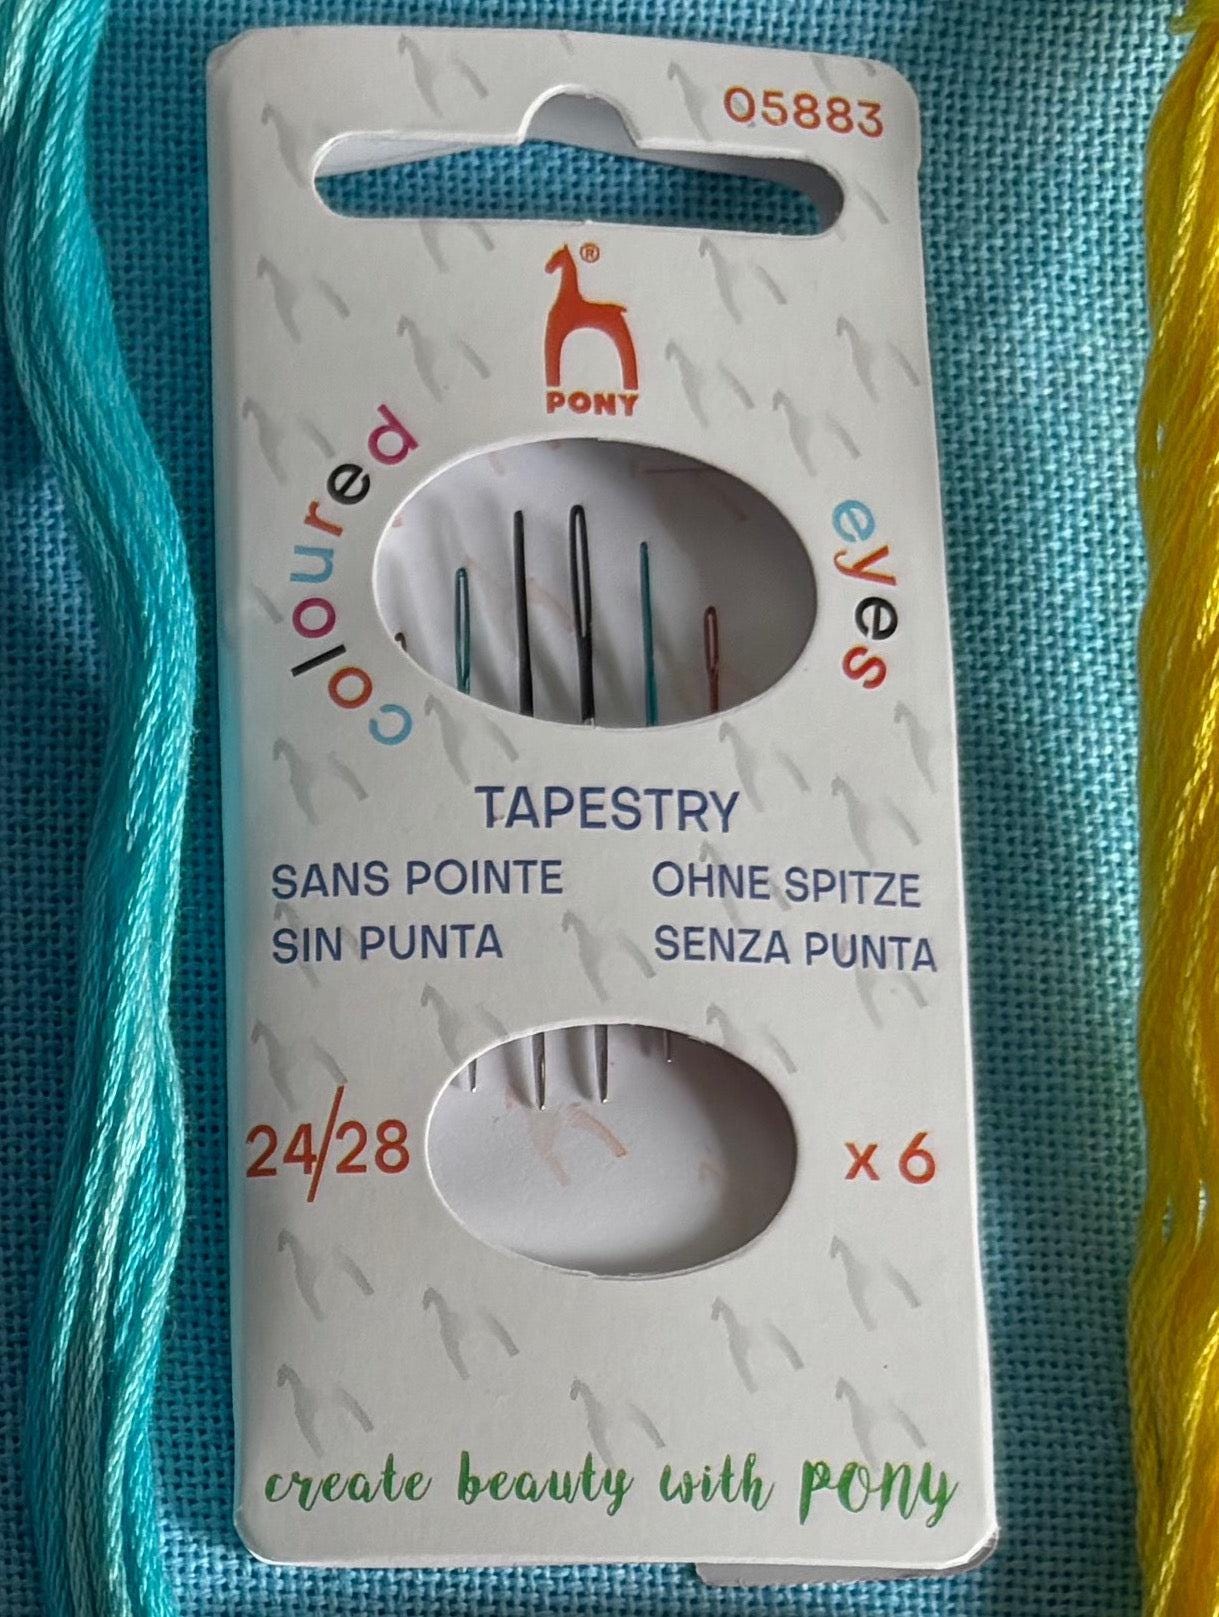 05883
®
PONY
coloured eyes
TAPESTRY
SANS POINTE OHNE SPITZE
SIN PUNTA SENZA PUNTA
24/28 x 6
create beauty with PONY